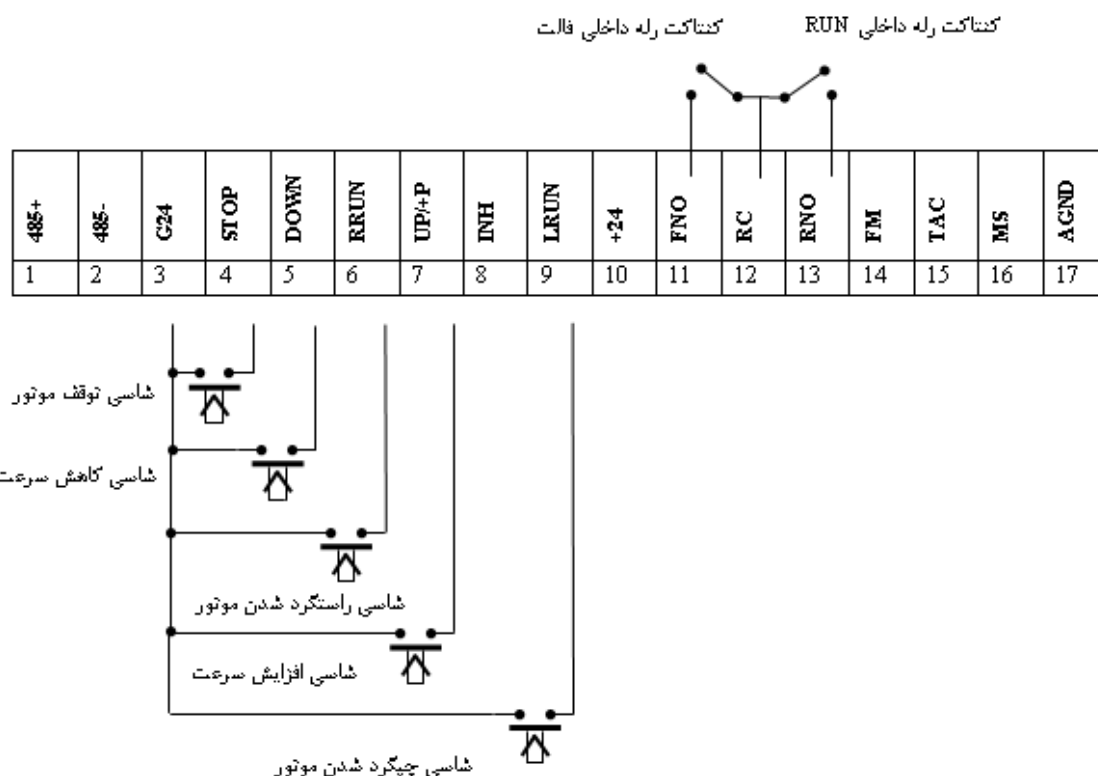 کنتاکت رله داخلی RUN
کنتاکت رله داخلی فالت
485+
485-
G24
STOP
DOWN
RRUN
UP/+P
INH
LRUN
+24
FNO
RC
RNO
FM
TAC
MS
AGND
1 2 3 4 5 6 7 8 9 10 11 12 13 14 15 16 17
شاسی توقف موتور
شاسی کاهش سرعت
شاسی راستگرد شدن موتور
شاسی افزایش سرعت
شاسی چپگرد شدن موتور